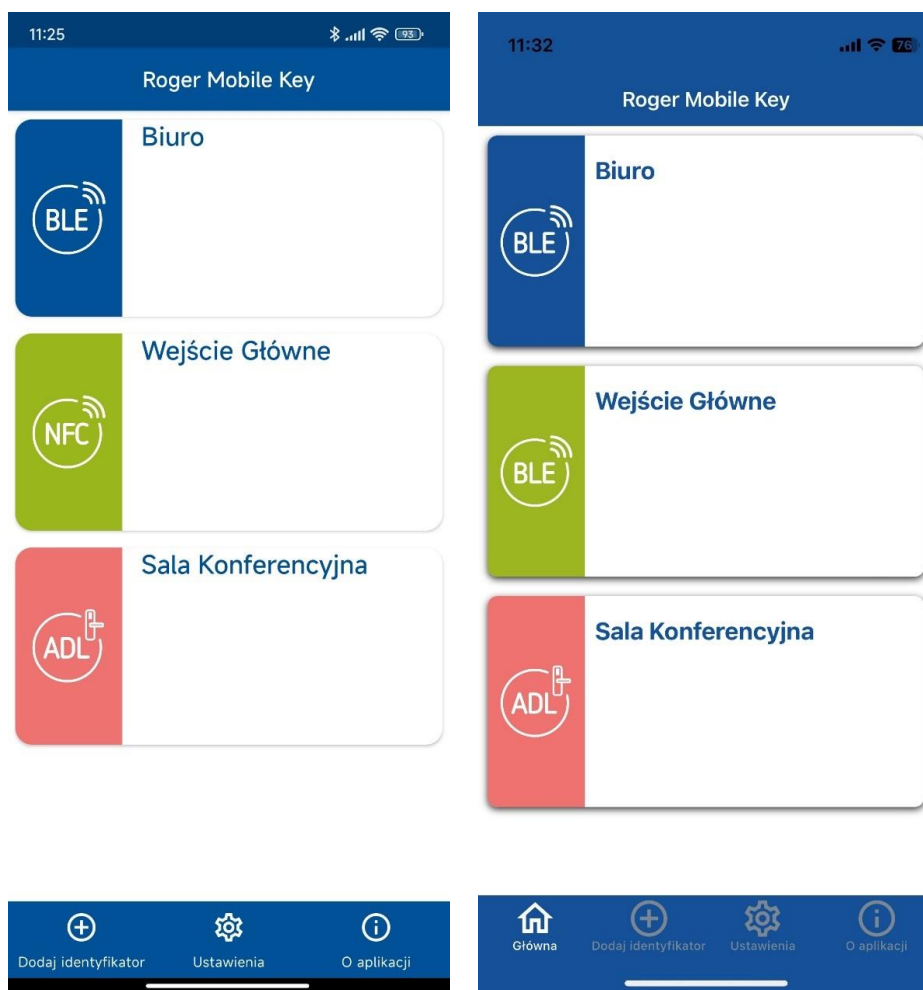 11:25
93
Roger Mobile Key
Biuro
BLE
Wejście Główne
NFC
Sala Konferencyjna
ADL
Dodaj identyfikator
Ustawienia
O aplikacji
11:32
76
Roger Mobile Key
Biuro
BLE
Wejście Główne
BLE
Sala Konferencyjna
ADL
Główna
Dodaj identyfikator
Ustawienia
O aplikacji